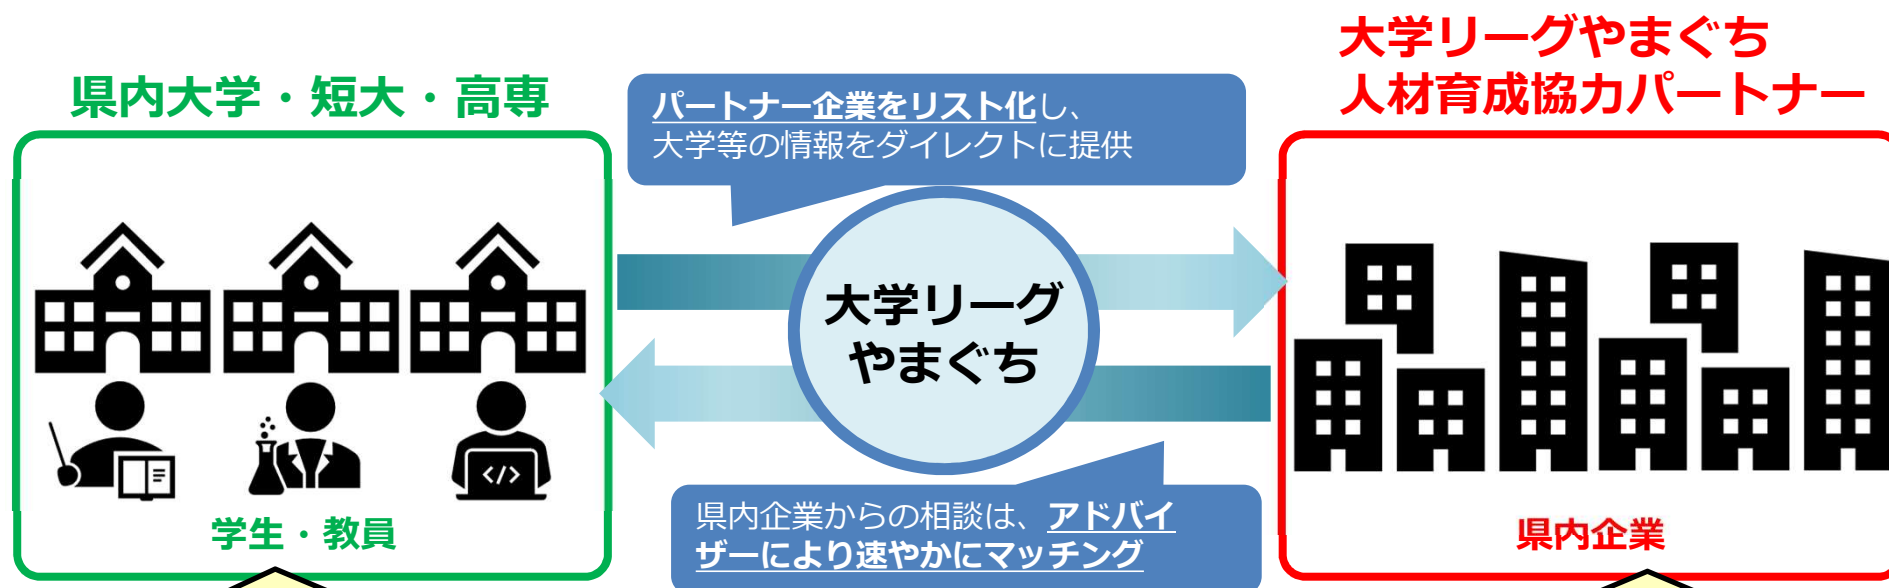 大学リーグやまぐち
人材育成協力パートナー
県内大学・短大・高専
パートナー企業をリスト化し、
大学等の情報をダイレクトに提供
大学リーグ
やまぐち
</>
学生・教員
県内企業からの相談は、アドバイ
ザーにより速やかにマッチング
県内企業